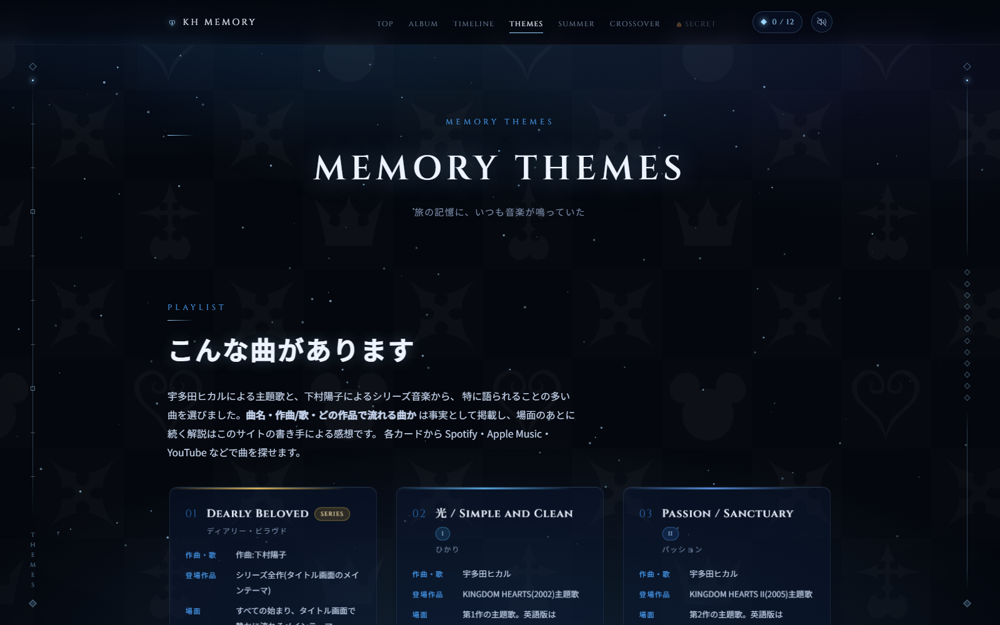 KH MEMORY
TOP ALBUM TIMELINE THEMES SUMMER CROSSOVER SECRET
0 / 12
MEMORY THEMES
MEMORY THEMES
旅の記憶に、いつも音楽が鳴っていた
PLAYLIST
こんな曲があります
宇多田ヒカルによる主題歌と、下村陽子によるシリーズ音楽から、 特に語られることの多い
曲を選びました。曲名・作曲/歌・どの作品で流れる曲か は事実として掲載し、場面のあとに
続く解説はこのサイトの書き手による感想です。 各カードから Spotify・Apple Music・
YouTube などで曲を探せます。
01 DEARLY BELOVED SERIES
ディアリー・ビラヴド
作曲・歌 作曲:下村陽子
登場作品 シリーズ全作(タイトル画面のメイ
ンテーマ)
場面 すべての始まり、タイトル画面で
静かに流れるメインテーマ
02 光 / SIMPLE AND CLEAN
I
ひかり
作曲・歌 宇多田ヒカル
登場作品 KINGDOM HEARTS(2002)主題歌
場面 第1作の主題歌。英語版は
03 PASSION / SANCTUARY
II
パッション
作曲・歌 宇多田ヒカル
登場作品 KINGDOM HEARTS II(2005)主題歌
場面 第2作の主題歌。英語版は
THEMES